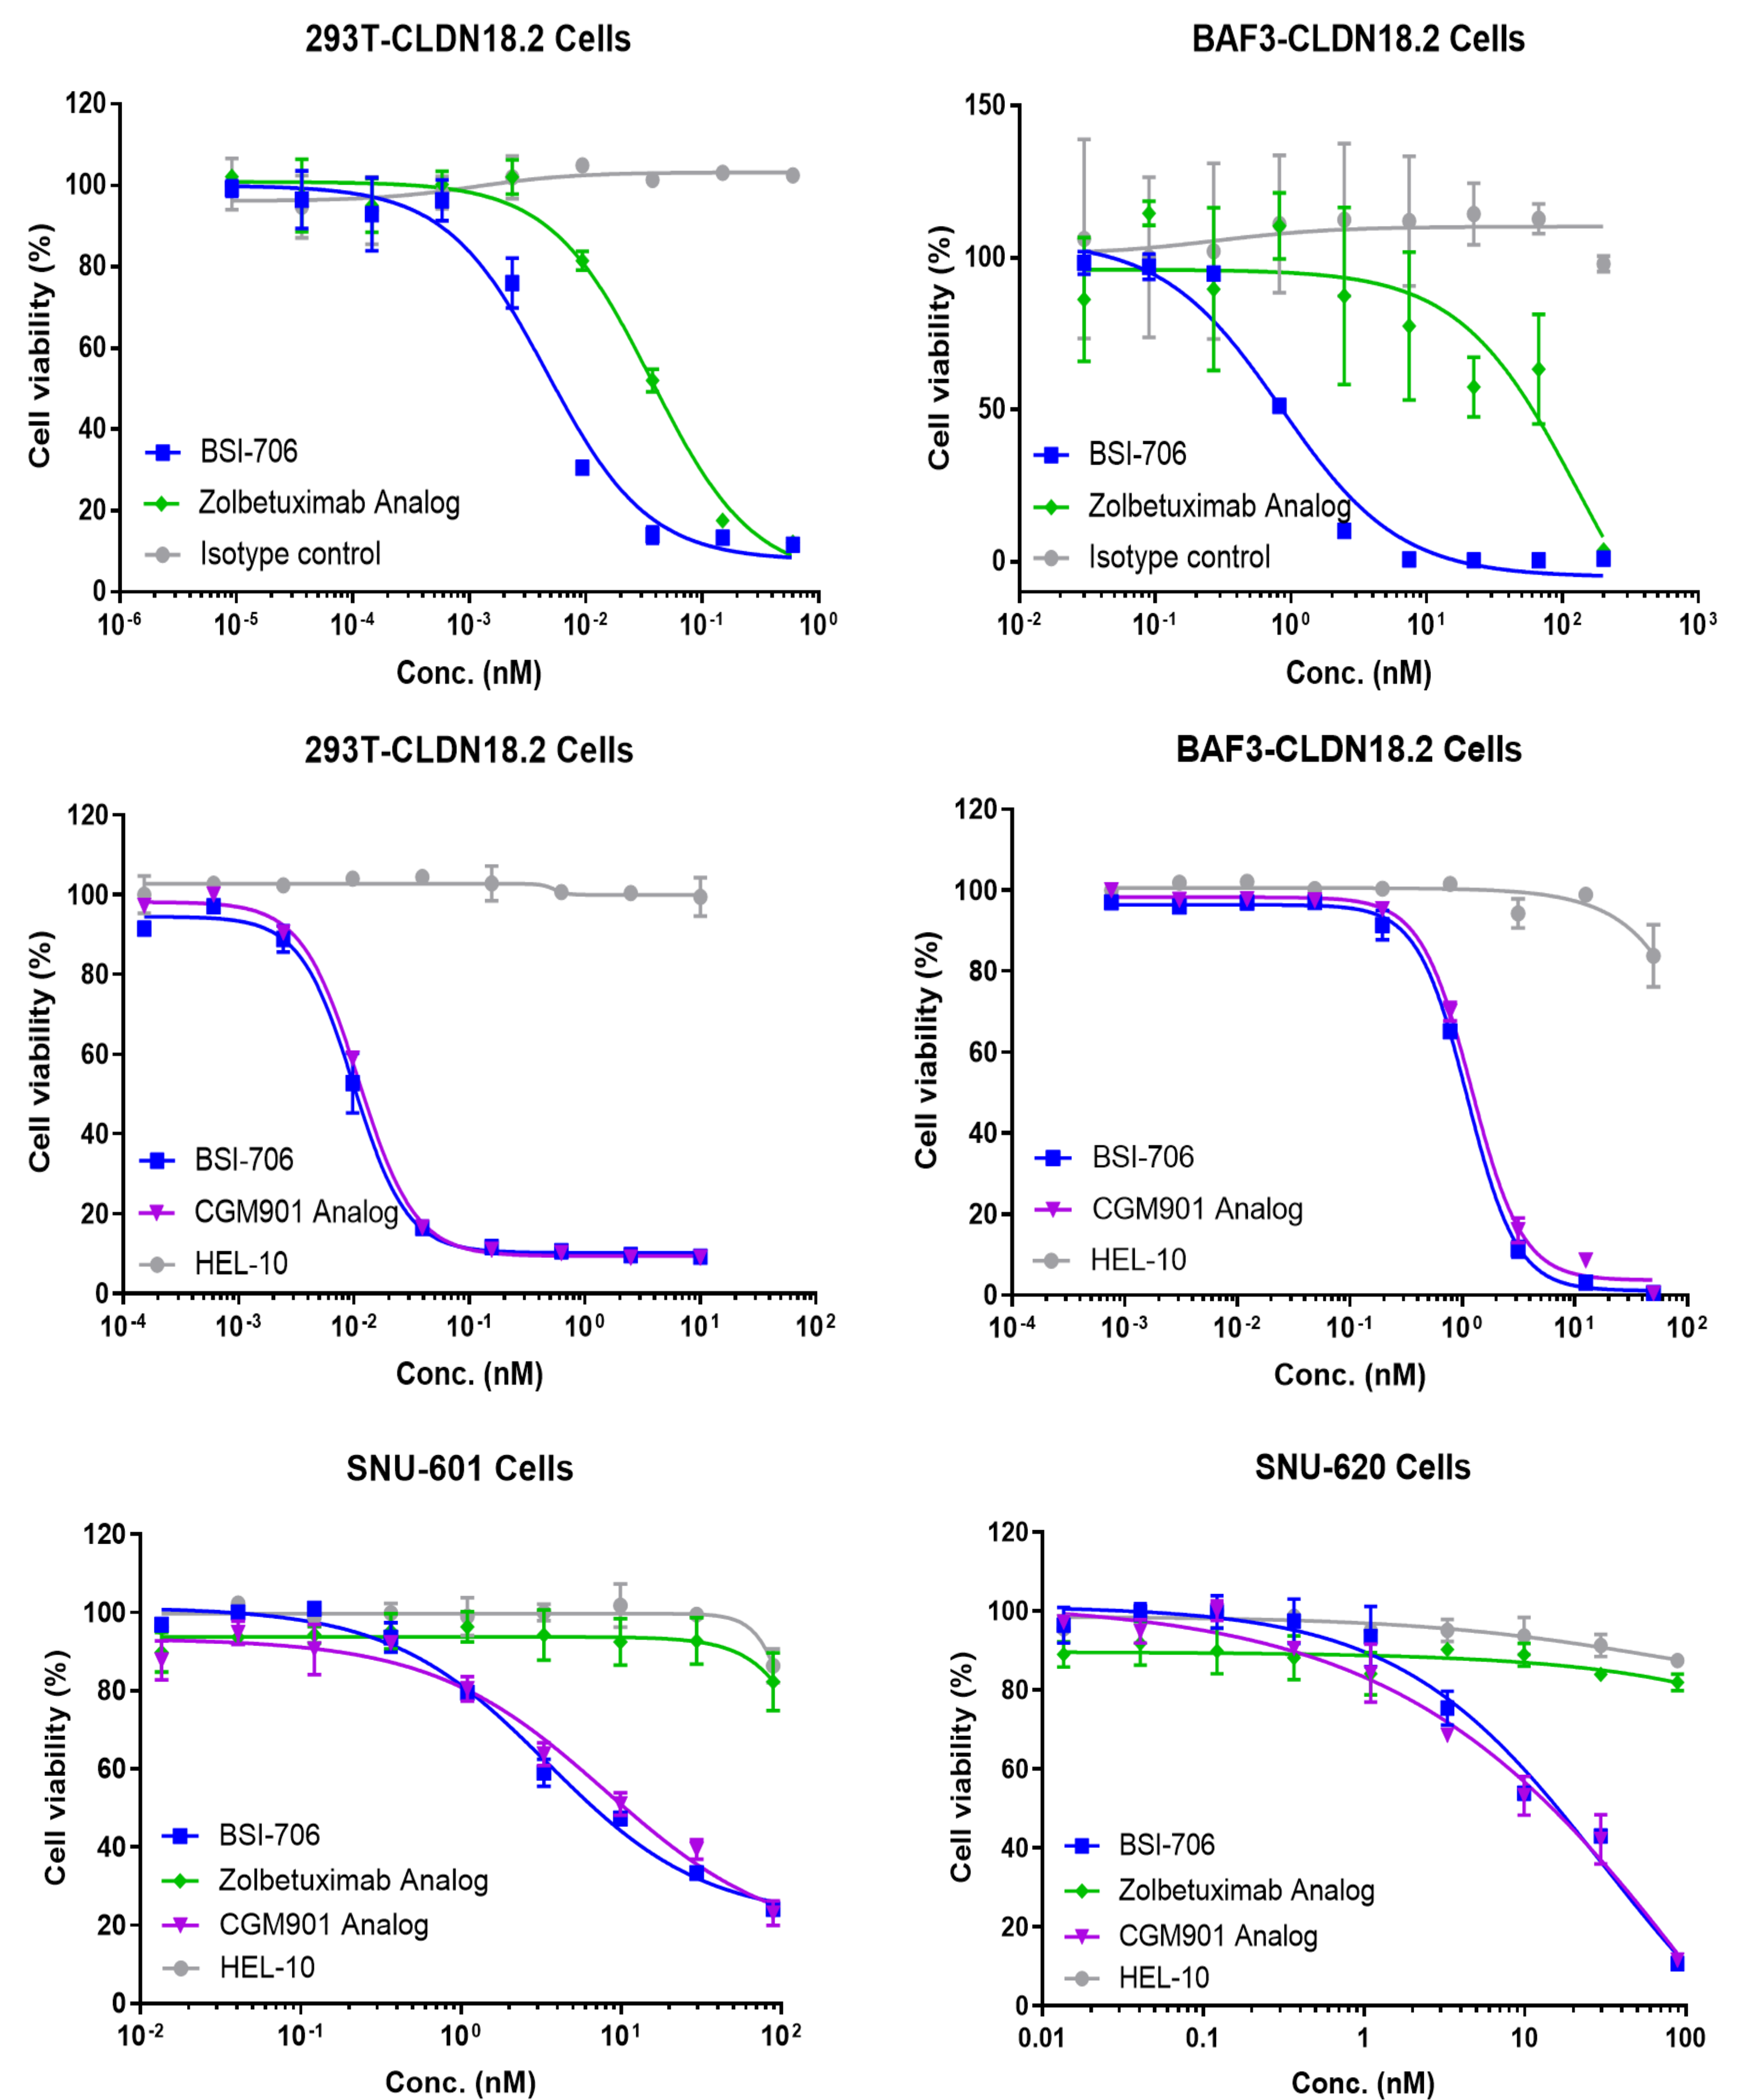 293T-CLDN18.2 Cells
120
100
80
60
40
20
0
Cell viability (%)
BSI-706
Zolbetuximab Analog
Isotype control
10-6 10-5 10-4 10-3 10-2 10-1 100
Conc. (nM)
BAF3-CLDN18.2 Cells
150
100
50
0
Cell viability (%)
BSI-706
Zolbetuximab Analog
Isotype control
10-2 10-1 100 101 102 103
Conc. (nM)
293T-CLDN18.2 Cells
120
100
80
60
40
20
0
Cell viability (%)
BSI-706
CGM901 Analog
HEL-10
10-4 10-3 10-2 10-1 100 101 102
Conc. (nM)
BAF3-CLDN18.2 Cells
120
100
80
60
40
20
0
Cell viability (%)
BSI-706
CGM901 Analog
HEL-10
10-4 10-3 10-2 10-1 100 101 102
Conc. (nM)
SNU-601 Cells
120
100
80
60
40
20
0
Cell viability (%)
BSI-706
Zolbetuximab Analog
CGM901 Analog
HEL-10
10-2 10-1 100 101 102
Conc. (nM)
SNU-620 Cells
120
100
80
60
40
20
0
Cell viability (%)
BSI-706
Zolbetuximab Analog
CGM901 Analog
HEL-10
0.01 0.1 1 10 100
Conc. (nM)